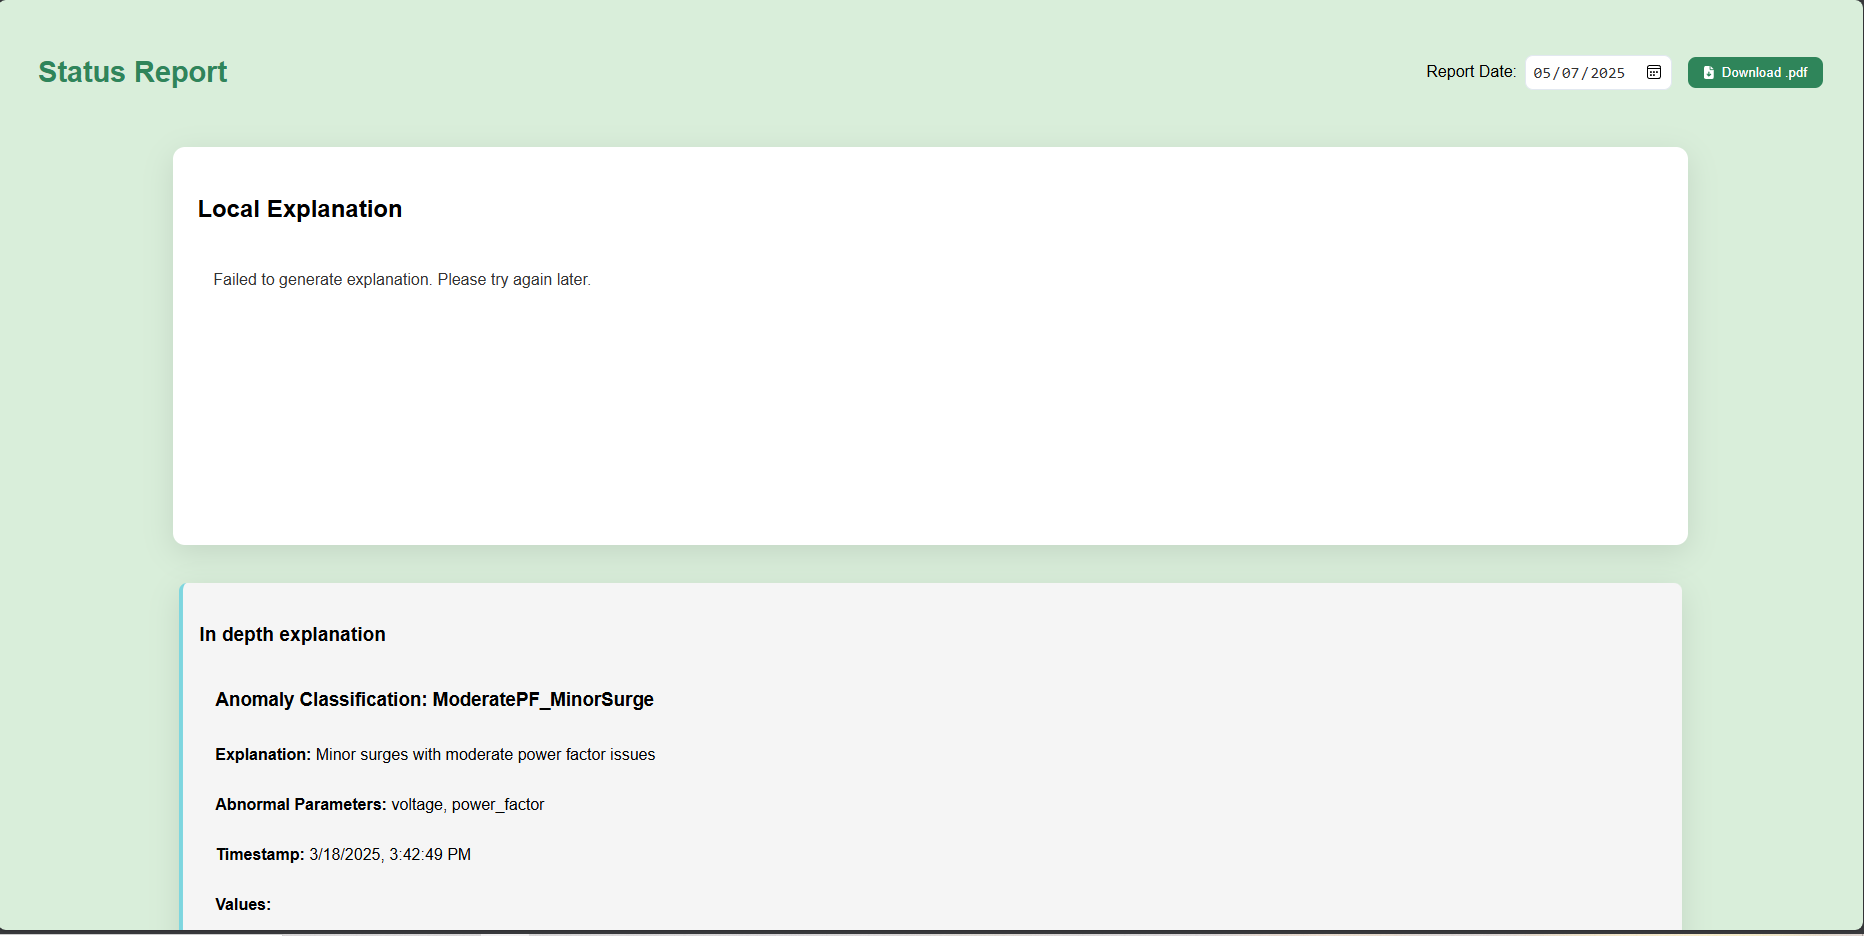 Status Report
Report Date: 05/07/2025 Download .pdf
Local Explanation
Failed to generate explanation. Please try again later.
In depth explanation
Anomaly Classification: ModeratePF_MinorSurge
Explanation: Minor surges with moderate power factor issues
Abnormal Parameters: voltage, power_factor
Timestamp: 3/18/2025, 3:42:49 PM
Values: